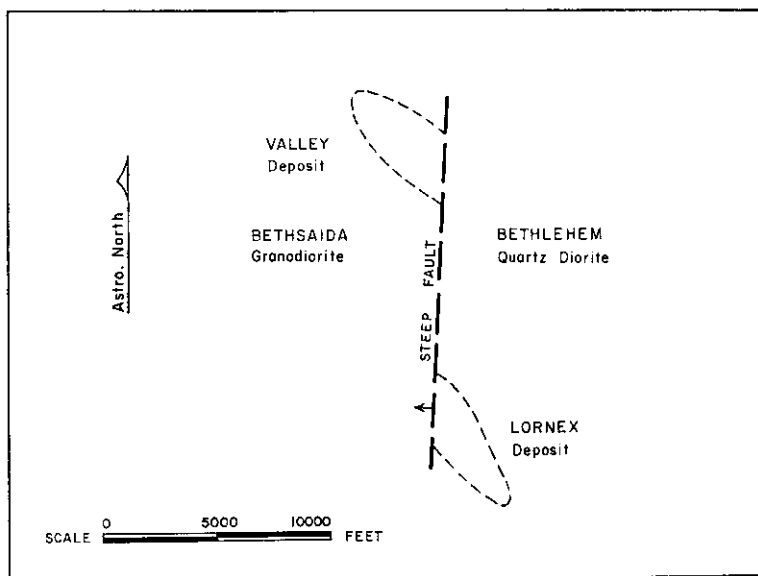 VALLEY
Deposit
Astro. North
BETHSAIDA
Granodiorite
BETHLEHEM
Quartz Diorite
STEEP FAULT
LORNEX
Deposit
0 5000 10000
SCALE FEET